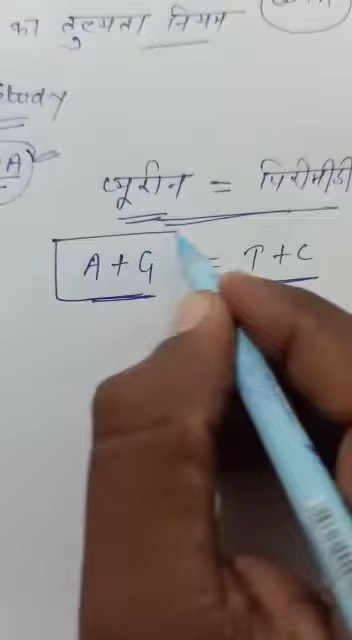 का तुल्यता नियम
Study
A
प्यूरीन = पिरीमीडी
A + G = T + C